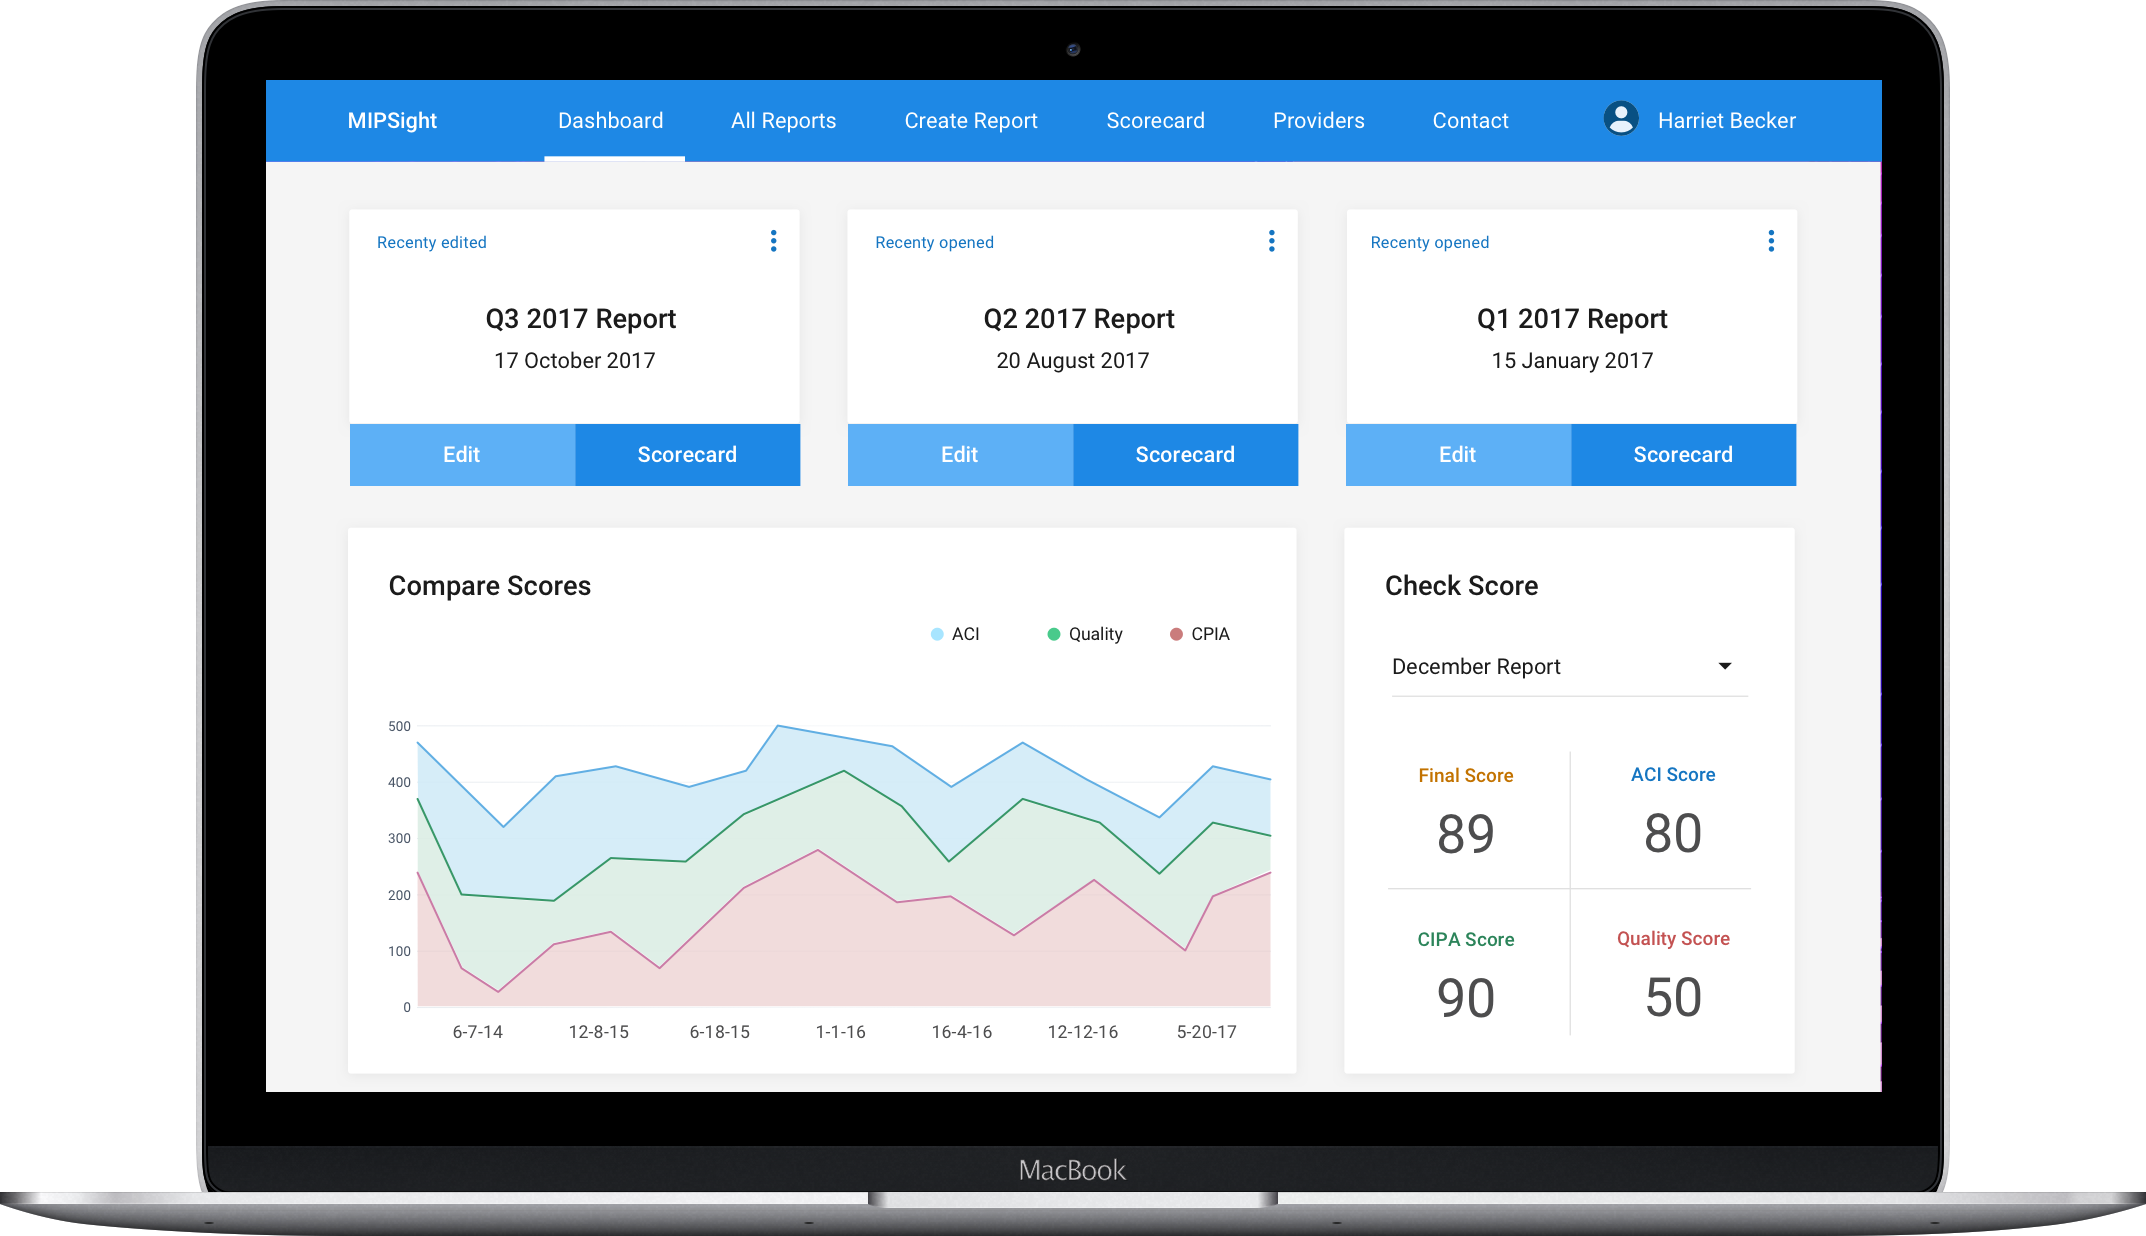 MIPSight Dashboard All Reports Create Report Scorecard Providers Contact Harriet Becker
Recenty edited
Q3 2017 Report
17 October 2017
Edit Scorecard
Recenty opened
Q2 2017 Report
20 August 2017
Edit Scorecard
Recenty opened
Q1 2017 Report
15 January 2017
Edit Scorecard
Compare Scores
ACI Quality CPIA
500
400
300
200
100
0
6-7-14 12-8-15 6-18-15 1-1-16 16-4-16 12-12-16 5-20-17
Check Score
December Report
Final Score
89
ACI Score
80
CIPA Score
90
Quality Score
50
MacBook